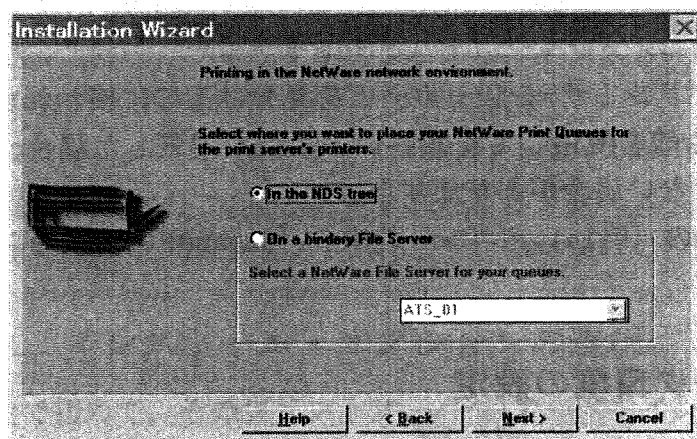 Installation Wizard
Printing in the NetWare network environment.
Select where you want to place your NetWare Print Queues for
the print server's printers.
In the NDS tree
On a bindery File Server
Select a NetWare File Server for your queues.
ATS_01
Help
< Back
Next >
Cancel